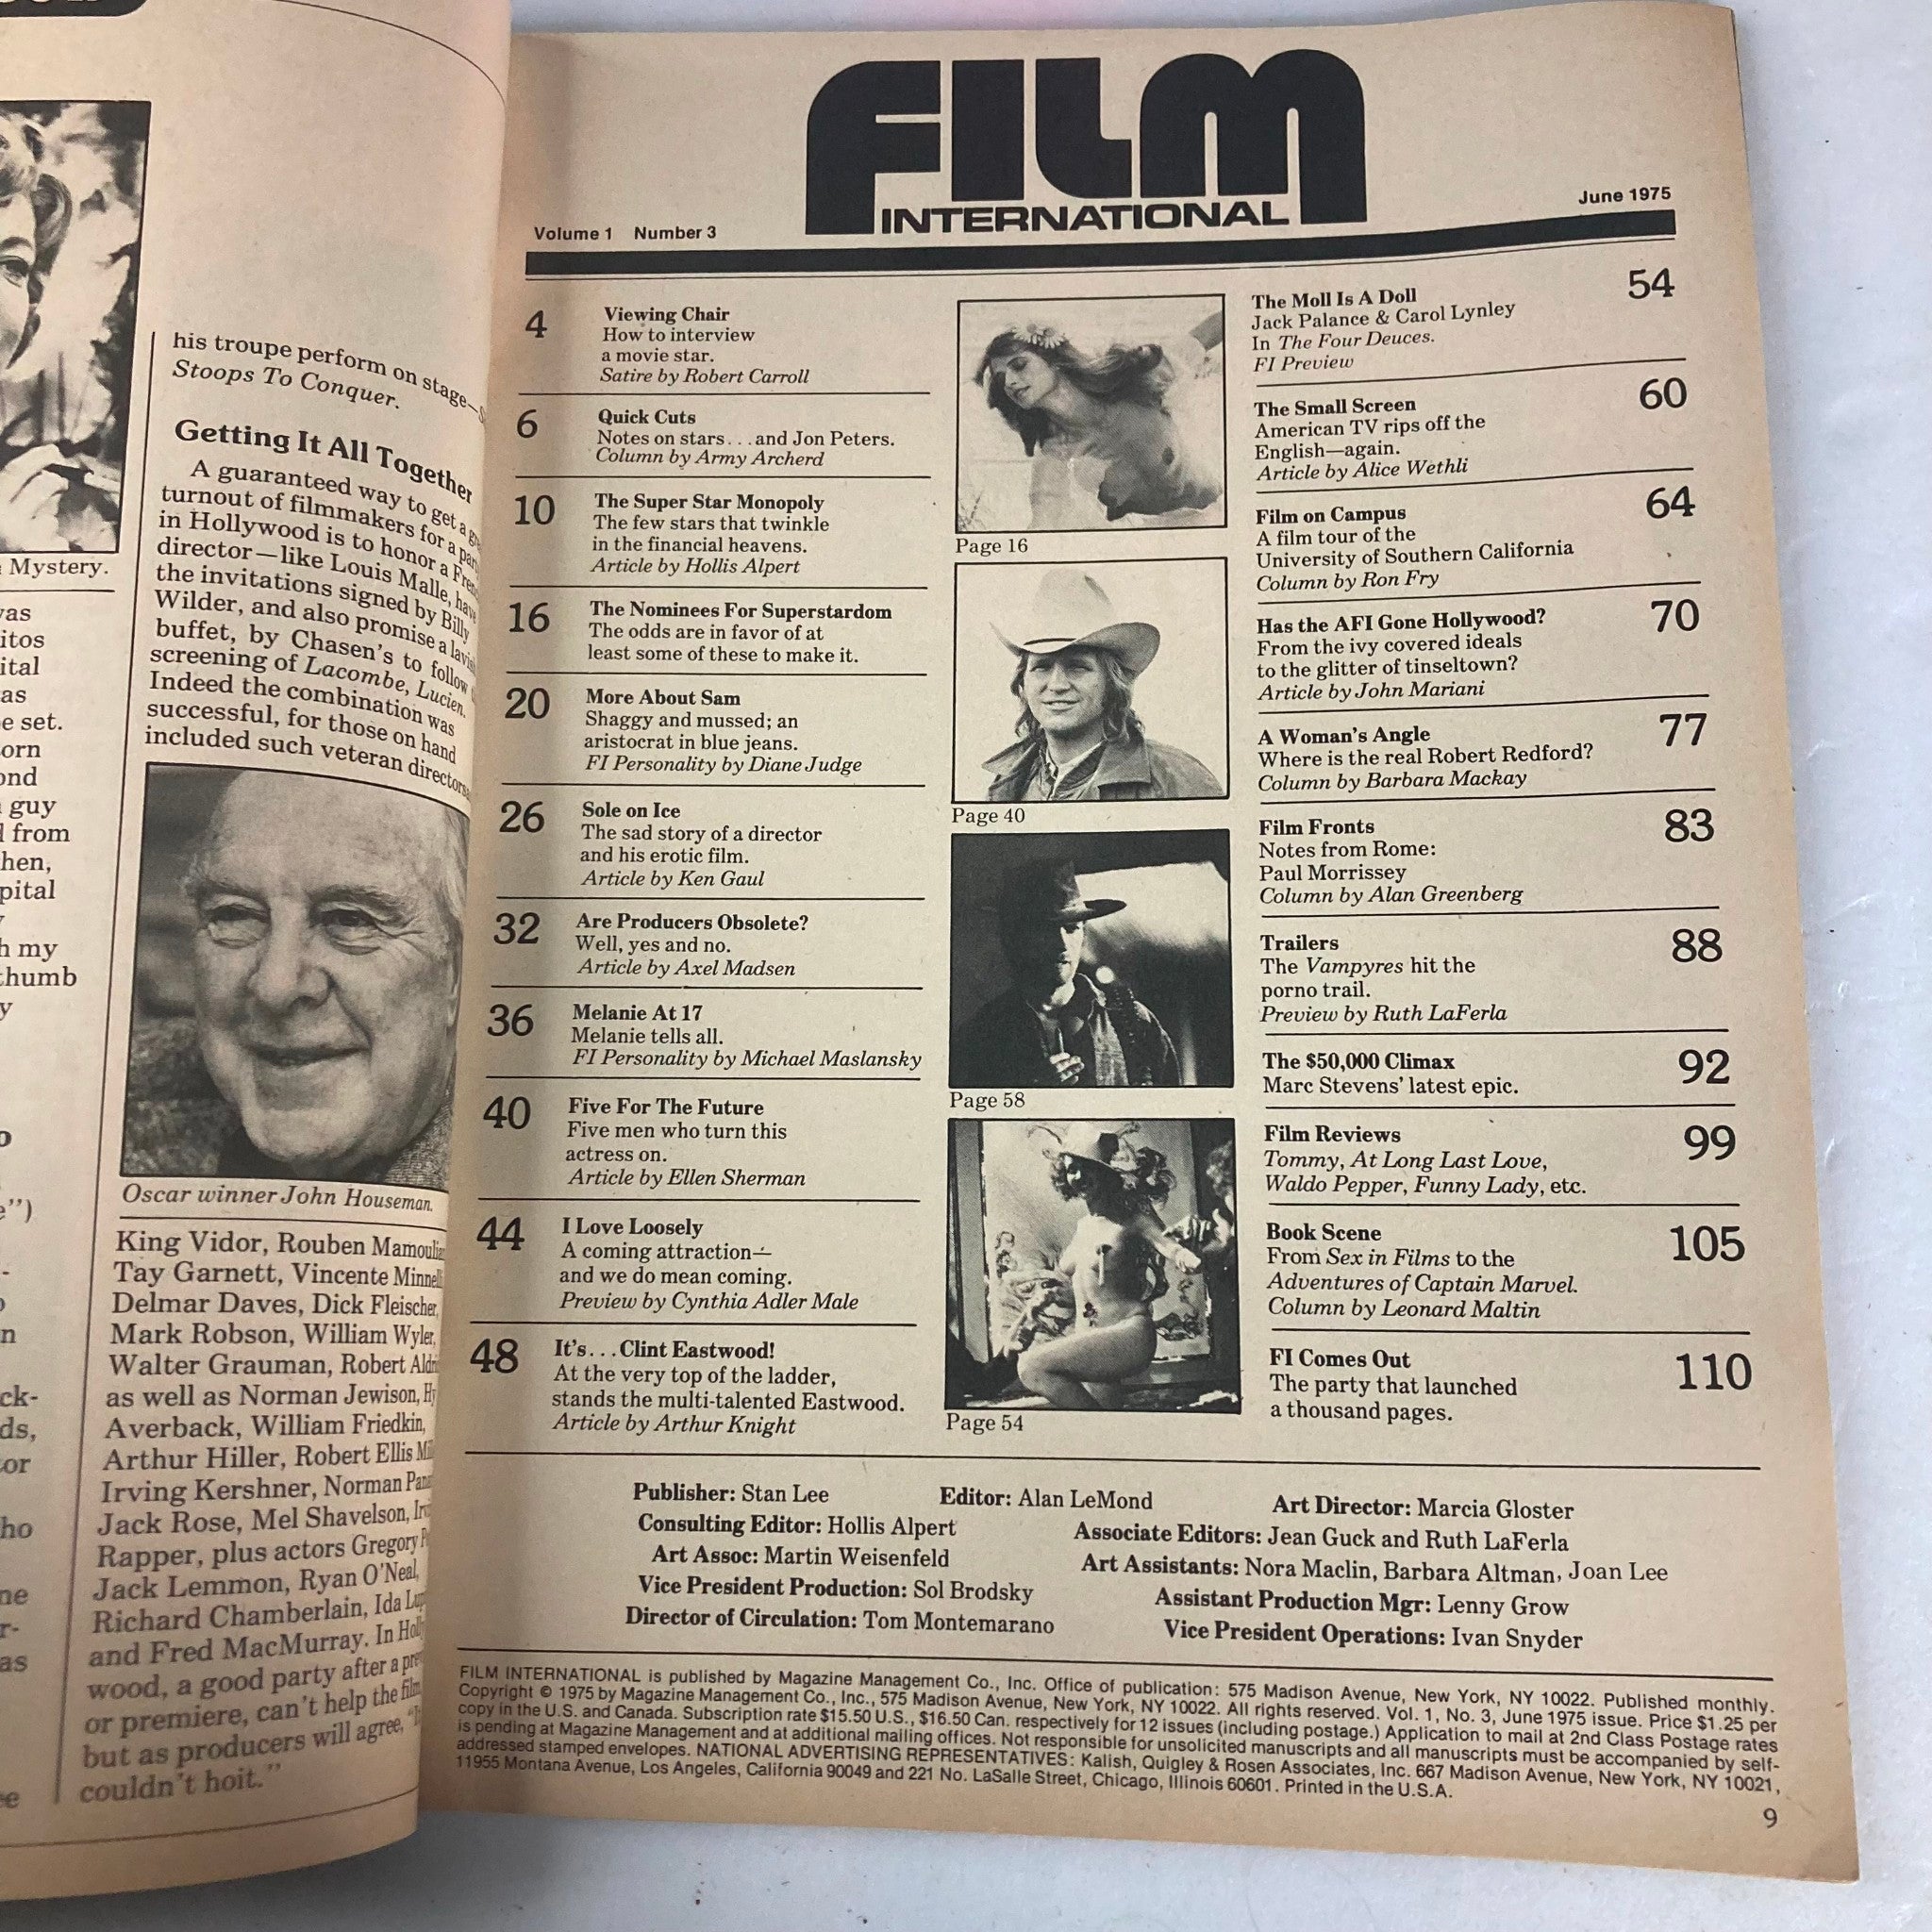 Mystery.
was
itos
ital
as
e set.
orn
ond
guy
from
hen,
pital
my
thumb
y
his troupe perform on stage—
Stoops To Conquer.
Getting It All Together
A guaranteed way to get a
turnout of filmmakers for a
in Hollywood is to honor a
director—like Louis Malle,
the invitations signed by Billy
Wilder, and also promise a
buffet, by Chasen's to follow
screening of Lacombe, Lucien.
Indeed the combination was
successful, for those on hand
included such veteran directors
Oscar winner John Houseman.
King Vidor, Rouben
Tay Garnett, Vincente
Delmar Daves, Dick Fleischer,
Mark Robson, William Wyler,
Walter Grauman, Robert
as well as Norman Jewison,
Averback, William Friedkin,
Arthur Hiller, Robert Ellis
Irving Kershner, Norman
Jack Rose, Mel Shavelson,
Rapper, plus actors Gregory
Jack Lemmon, Ryan O'Neal,
Richard Chamberlain, Ida
and Fred MacMurray. In
wood, a good party after a
or premiere, can't help the film,
but as producers will agree,
couldn't hoit."
FILM
INTERNATIONAL
Volume 1 Number 3
June 1975
4
Viewing Chair
How to interview
a movie star.
Satire by Robert Carroll
6
Quick Cuts
Notes on stars...and Jon Peters.
Column by Army Archerd
10
The Super Star Monopoly
The few stars that twinkle
in the financial heavens.
Article by Hollis Alpert
16
The Nominees For Superstardom
The odds are in favor of at
least some of these to make it.
20
More About Sam
Shaggy and mussed; an
aristocrat in blue jeans.
FI Personality by Diane Judge
26
Sole on Ice
The sad story of a director
and his erotic film.
Article by Ken Gaul
32
Are Producers Obsolete?
Well, yes and no.
Article by Axel Madsen
36
Melanie At 17
Melanie tells all.
FI Personality by Michael Maslansky
40
Five For The Future
Five men who turn this
actress on.
Article by Ellen Sherman
44
I Love Loosely
A coming attraction—
and we do mean coming.
Preview by Cynthia Adler Male
48
It's...Clint Eastwood!
At the very top of the ladder,
stands the multi-talented Eastwood.
Article by Arthur Knight
Page 16
Page 40
Page 58
Page 54
The Moll Is A Doll
54
Jack Palance & Carol Lynley
In The Four Deuces.
FI Preview
The Small Screen
60
American TV rips off the
English—again.
Article by Alice Wethli
Film on Campus
64
A film tour of the
University of Southern California
Column by Ron Fry
Has the AFI Gone Hollywood?
70
From the ivy covered ideals
to the glitter of tinseltown?
Article by John Mariani
A Woman's Angle
77
Where is the real Robert Redford?
Column by Barbara Mackay
Film Fronts
83
Notes from Rome:
Paul Morrissey
Column by Alan Greenberg
Trailers
88
The Vampyres hit the
porno trail.
Preview by Ruth LaFerla
The $50,000 Climax
92
Marc Stevens' latest epic.
Film Reviews
99
Tommy, At Long Last Love,
Waldo Pepper, Funny Lady, etc.
Book Scene
105
From Sex in Films to the
Adventures of Captain Marvel.
Column by Leonard Maltin
FI Comes Out
110
The party that launched
a thousand pages.
Publisher: Stan Lee Editor: Alan LeMond Art Director: Marcia Gloster
Consulting Editor: Hollis Alpert Associate Editors: Jean Guck and Ruth LaFerla
Art Assoc: Martin Weisenfeld Art Assistants: Nora Maclin, Barbara Altman, Joan Lee
Vice President Production: Sol Brodsky Assistant Production Mgr: Lenny Grow
Director of Circulation: Tom Montemarano Vice President Operations: Ivan Snyder
FILM INTERNATIONAL is published by Magazine Management Co., Inc. Office of publication: 575 Madison Avenue, New York, NY 10022. Published monthly.
Copyright © 1975 by Magazine Management Co., Inc., 575 Madison Avenue, New York, NY 10022. All rights reserved. Vol. 1, No. 3, June 1975 issue. Price $1.25 per
copy in the U.S. and Canada. Subscription rate $15.50 U.S., $16.50 Can. respectively for 12 issues (including postage.) Application to mail at 2nd Class Postage rates
is pending at Magazine Management and at additional mailing offices. Not responsible for unsolicited manuscripts and all manuscripts must be accompanied by self-
addressed stamped envelopes. NATIONAL ADVERTISING REPRESENTATIVES: Kalish, Quigley & Rosen Associates, Inc. 667 Madison Avenue, New York, NY 10021,
11955 Montana Avenue, Los Angeles, California 90049 and 221 No. LaSalle Street, Chicago, Illinois 60601. Printed in the U.S.A.
9